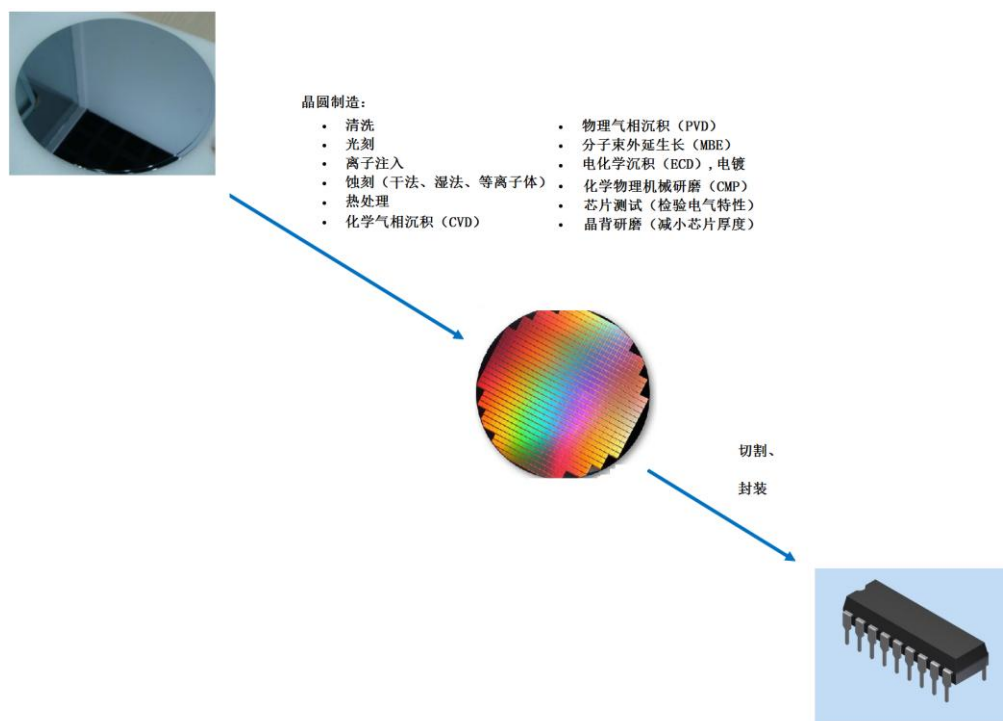 晶圆制造：
• 清洗
• 光刻
• 离子注入
• 蚀刻（干法、湿法、等离子体）
• 热处理
• 化学气相沉积（CVD）
• 物理气相沉积（PVD）
• 分子束外延生长（MBE）
• 电化学沉积（ECD）,电镀
• 化学物理机械研磨（CMP）
• 芯片测试（检验电气特性）
• 晶背研磨（减小芯片厚度）
切割、
封装